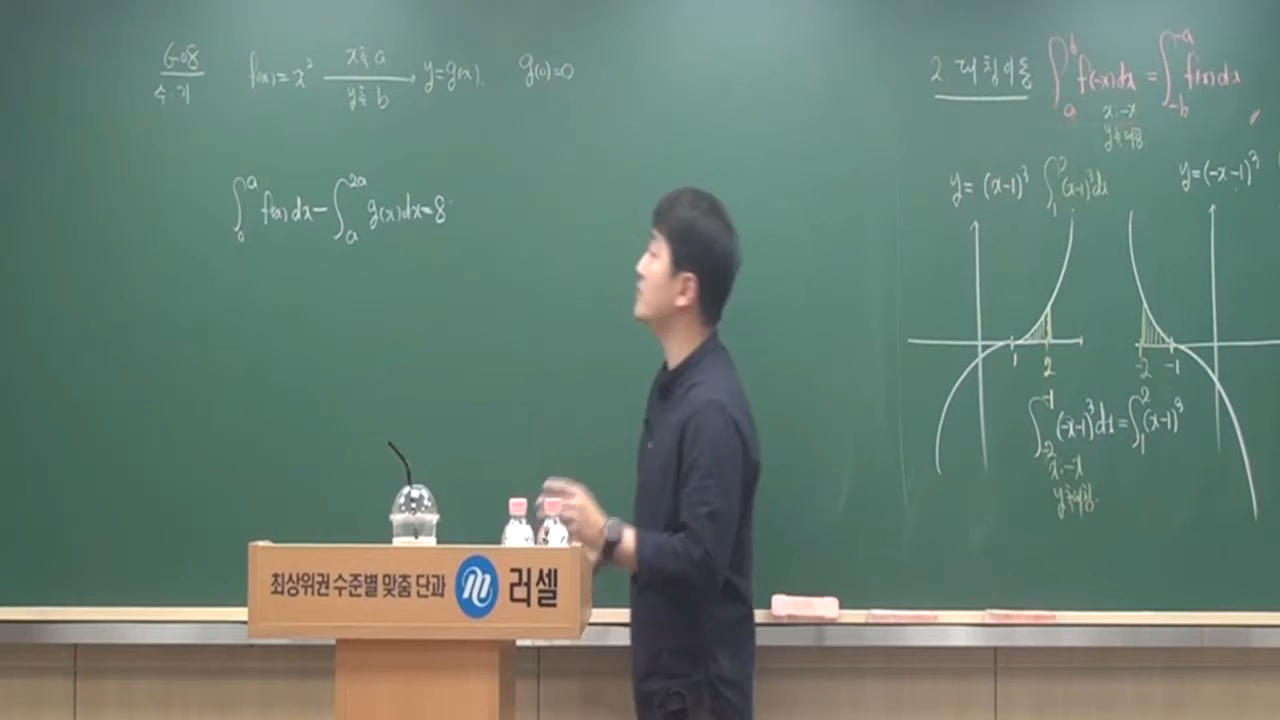 G08
수.기
f(x)=x² x축 a y축 b → y=g(x). g(0)=0
∫₀ᵃ f(x)dx − ∫ₐ²ᵃ g(x)dx = 8
2 대칭이동 ∫ₐᵇ f(-x)dx = ∫₋ᵦ⁻ᵃ f(x)dx
x:-x
y축대칭
y=(x-1)³ ∫₁² (x-1)³dx
y=(-x-1)³
1 2
-2 -1
∫₋₂⁻¹ (-x-1)³dx = ∫₁² (x-1)³
x:-x
y축대칭.
최상위권 수준별 맞춤 단과 러셀